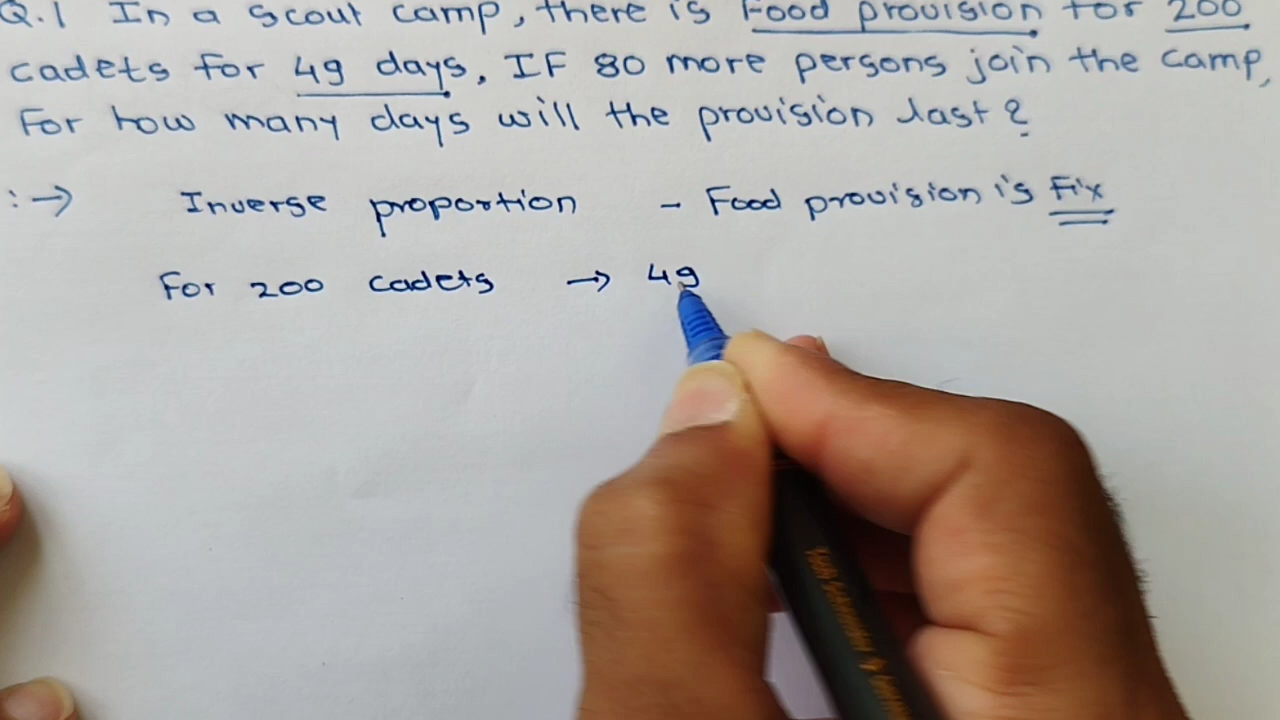 Q.1 In a scout camp, there is Food provision for 200
cadets for 49 days. IF 80 more persons join the camp,
For how many days will the provision last?
:→ Inverse proportion - Food provision is Fix
For 200 cadets → 49